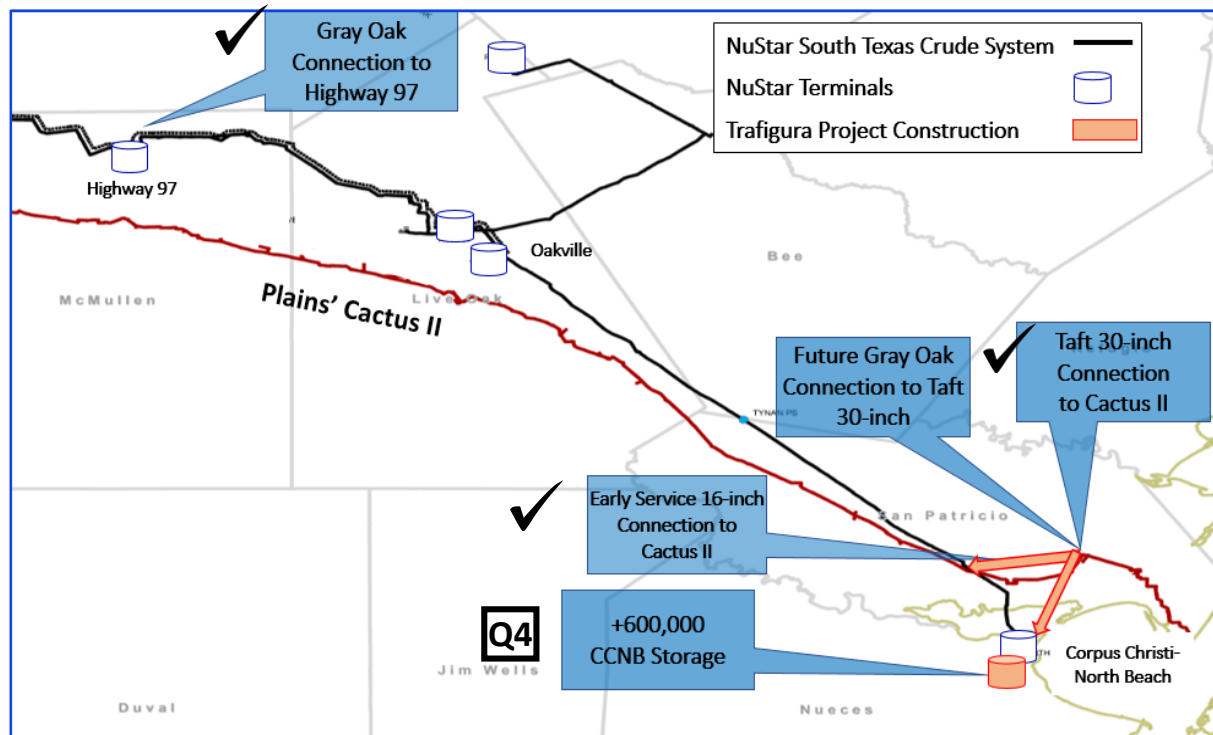 Gray Oak
Connection to
Highway 97
NuStar South Texas Crude System
NuStar Terminals
Trafigura Project Construction
Highway 97
Oakville
Bee
McMullen
Live Oak
Plains' Cactus II
Future Gray Oak
Connection to Taft
30-inch
Taft 30-inch
Connection
to Cactus II
Refugio
TYNAN PS
Early Service 16-inch
Connection to
Cactus II
San Patricio
Q4
+600,000
CCNB Storage
Corpus Christi-
North Beach
Jim Wells
Duval
Nueces